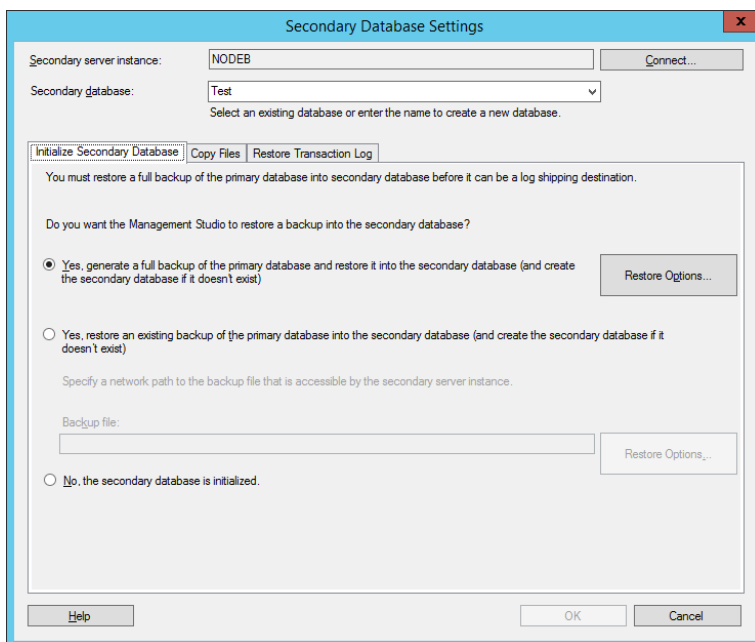 Secondary Database Settings
x
Secondary server instance:
NODEB
Connect...
Secondary database:
Test
Select an existing database or enter the name to create a new database.
Initialize Secondary Database
Copy Files
Restore Transaction Log
You must restore a full backup of the primary database into secondary database before it can be a log shipping destination.
Do you want the Management Studio to restore a backup into the secondary database?
Yes, generate a full backup of the primary database and restore it into the secondary database (and create
the secondary database if it doesn't exist)
Restore Options...
Yes, restore an existing backup of the primary database into the secondary database (and create the secondary database if it
doesn't exist)
Specify a network path to the backup file that is accessible by the secondary server instance.
Backup file:
Restore Options...
No, the secondary database is initialized.
Help
OK
Cancel